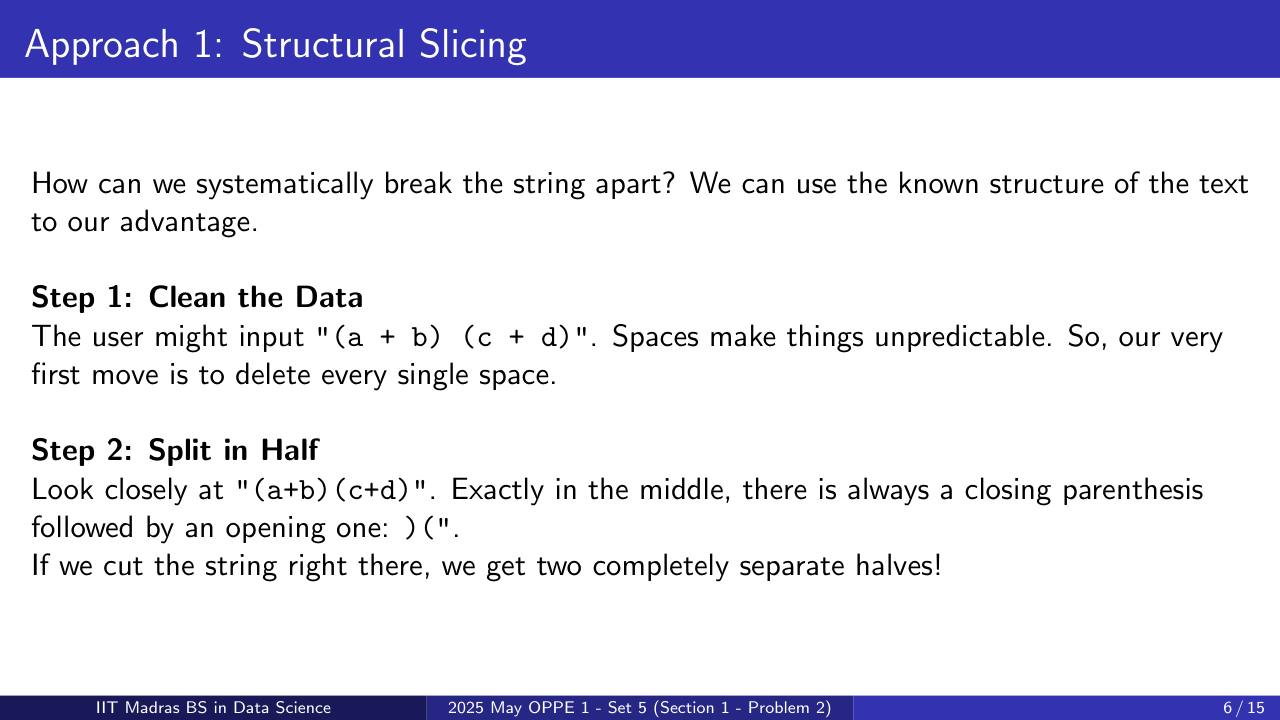 Approach 1: Structural Slicing
How can we systematically break the string apart? We can use the known structure of the text
to our advantage.
Step 1: Clean the Data
The user might input "(a + b) (c + d)". Spaces make things unpredictable. So, our very
first move is to delete every single space.
Step 2: Split in Half
Look closely at "(a+b)(c+d)". Exactly in the middle, there is always a closing parenthesis
followed by an opening one: )(".
If we cut the string right there, we get two completely separate halves!
IIT Madras BS in Data Science
2025 May OPPE 1 - Set 5 (Section 1 - Problem 2)
6 / 15